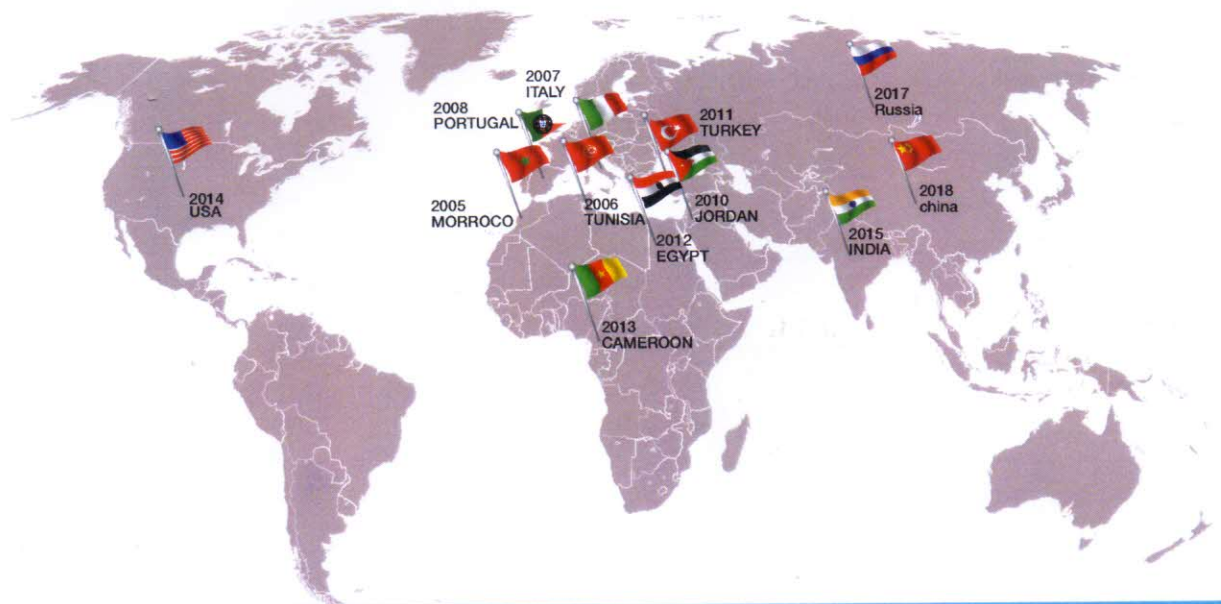 2007
ITALY
2008
PORTUGAL
2011
TURKEY
2017
Russia
2014
USA
2005
MORROCO
2006
TUNISIA
2010
JORDAN
2018
china
2012
EGYPT
2015
INDIA
2013
CAMEROON